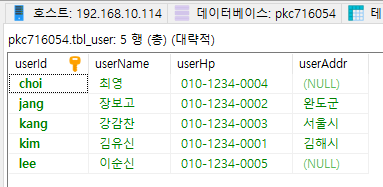 호스트: 192.168.10.114 데이터베이스: pkc716054 테
pkc716054.tbl_user: 5 행 (총) (대략적)
userId userName userHp userAddr
choi 최영 010-1234-0004 (NULL)
jang 장보고 010-1234-0002 완도군
kang 강감찬 010-1234-0003 서울시
kim 김유신 010-1234-0001 김해시
lee 이순신 010-1234-0005 (NULL)